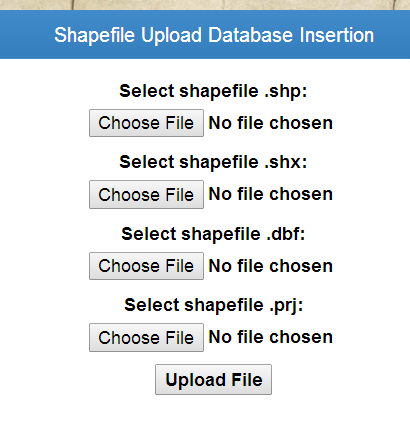 Shapefile Upload Database Insertion
Select shapefile .shp:
Choose File No file chosen
Select shapefile .shx:
Choose File No file chosen
Select shapefile .dbf:
Choose File No file chosen
Select shapefile .prj:
Choose File No file chosen
Upload File